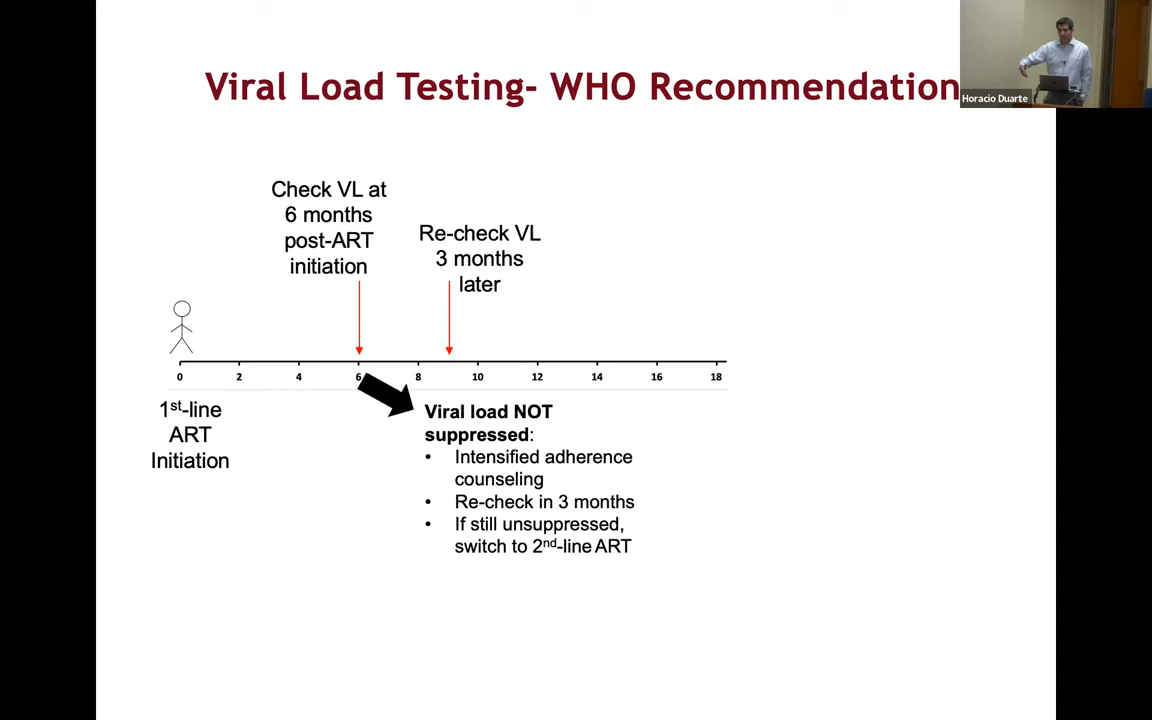 Viral Load Testing- WHO Recommendation
Horacio Duarte
Check VL at
6 months
post-ART
initiation
Re-check VL
3 months
later
0 2 4 6 8 10 12 14 16 18
1st-line
ART
Initiation
Viral load NOT
suppressed:
• Intensified adherence
counseling
• Re-check in 3 months
• If still unsuppressed,
switch to 2nd-line ART